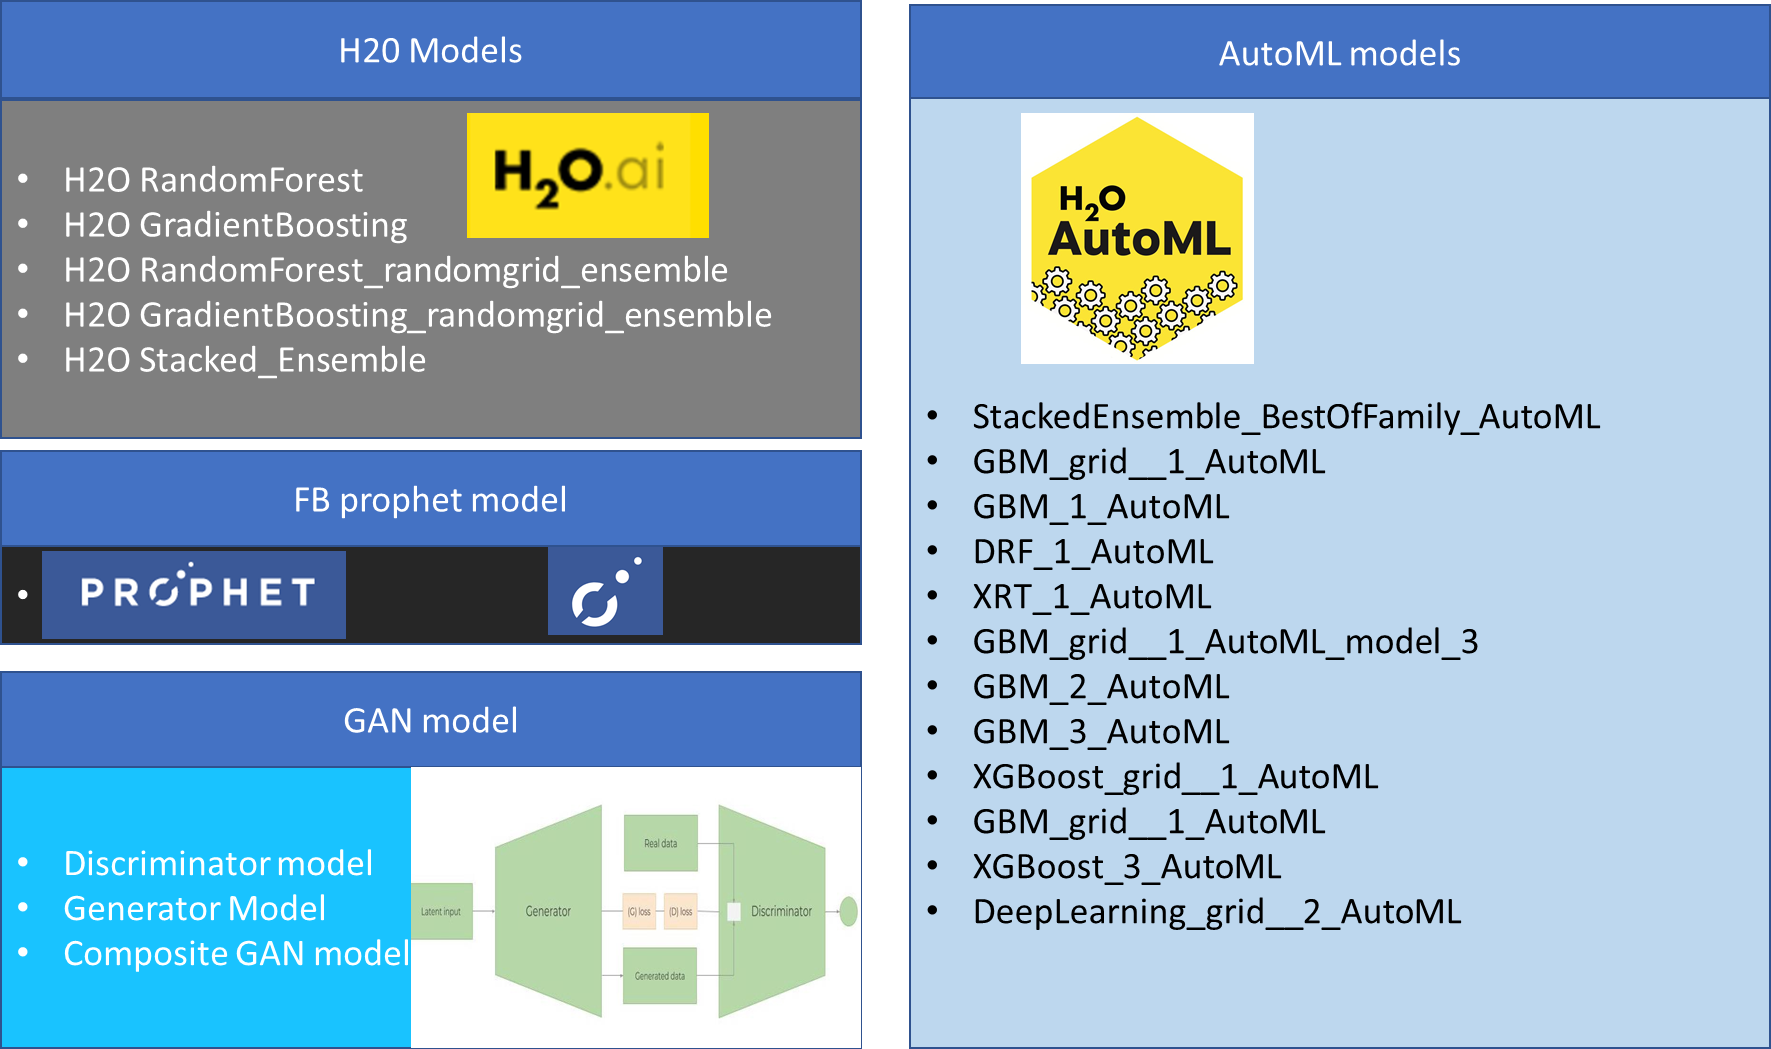 H20 Models
H2O.ai
• H2O RandomForest
• H2O GradientBoosting
• H2O RandomForest_randomgrid_ensemble
• H2O GradientBoosting_randomgrid_ensemble
• H2O Stacked_Ensemble
FB prophet model
• PROPHET
GAN model
• Discriminator model
• Generator Model
• Composite GAN model
Latent input
Generator
Real data
(G) loss
(D) loss
Generated data
Discriminator
AutoML models
H2O
AutoML
• StackedEnsemble_BestOfFamily_AutoML
• GBM_grid__1_AutoML
• GBM_1_AutoML
• DRF_1_AutoML
• XRT_1_AutoML
• GBM_grid__1_AutoML_model_3
• GBM_2_AutoML
• GBM_3_AutoML
• XGBoost_grid__1_AutoML
• GBM_grid__1_AutoML
• XGBoost_3_AutoML
• DeepLearning_grid__2_AutoML